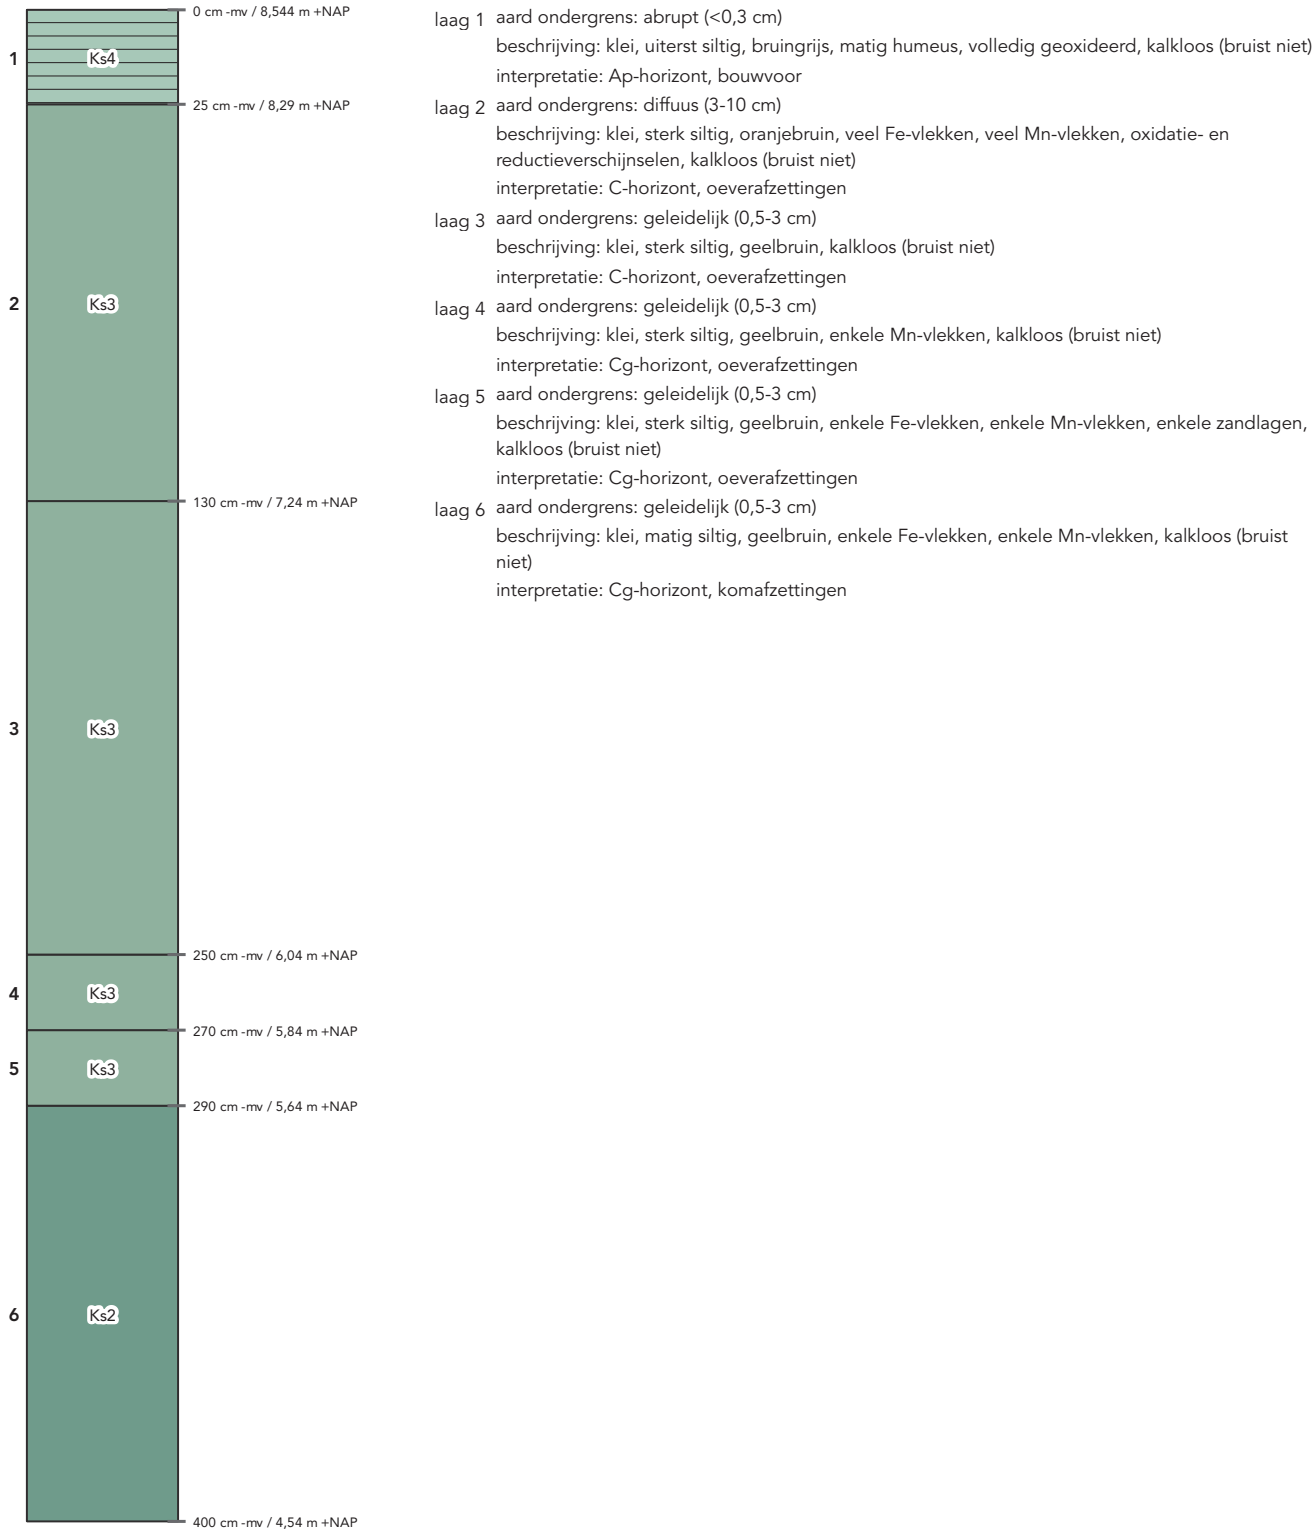 0 cm -mv / 8,544 m +NAP
1
Ks4
25 cm -mv / 8,29 m +NAP
2
Ks3
130 cm -mv / 7,24 m +NAP
3
Ks3
250 cm -mv / 6,04 m +NAP
4
Ks3
270 cm -mv / 5,84 m +NAP
5
Ks3
290 cm -mv / 5,64 m +NAP
6
Ks2
400 cm -mv / 4,54 m +NAP
laag 1 aard ondergrens: abrupt (<0,3 cm)
beschrijving: klei, uiterst siltig, bruingrijs, matig humeus, volledig geoxideerd, kalkloos (bruist niet)
interpretatie: Ap-horizont, bouwvoor
laag 2 aard ondergrens: diffuus (3-10 cm)
beschrijving: klei, sterk siltig, oranjebruin, veel Fe-vlekken, veel Mn-vlekken, oxidatie- en
reductieverschijnselen, kalkloos (bruist niet)
interpretatie: C-horizont, oeverafzettingen
laag 3 aard ondergrens: geleidelijk (0,5-3 cm)
beschrijving: klei, sterk siltig, geelbruin, kalkloos (bruist niet)
interpretatie: C-horizont, oeverafzettingen
laag 4 aard ondergrens: geleidelijk (0,5-3 cm)
beschrijving: klei, sterk siltig, geelbruin, enkele Mn-vlekken, kalkloos (bruist niet)
interpretatie: Cg-horizont, oeverafzettingen
laag 5 aard ondergrens: geleidelijk (0,5-3 cm)
beschrijving: klei, sterk siltig, geelbruin, enkele Fe-vlekken, enkele Mn-vlekken, enkele zandlagen,
kalkloos (bruist niet)
interpretatie: Cg-horizont, oeverafzettingen
laag 6 aard ondergrens: geleidelijk (0,5-3 cm)
beschrijving: klei, matig siltig, geelbruin, enkele Fe-vlekken, enkele Mn-vlekken, kalkloos (bruist
niet)
interpretatie: Cg-horizont, komafzettingen